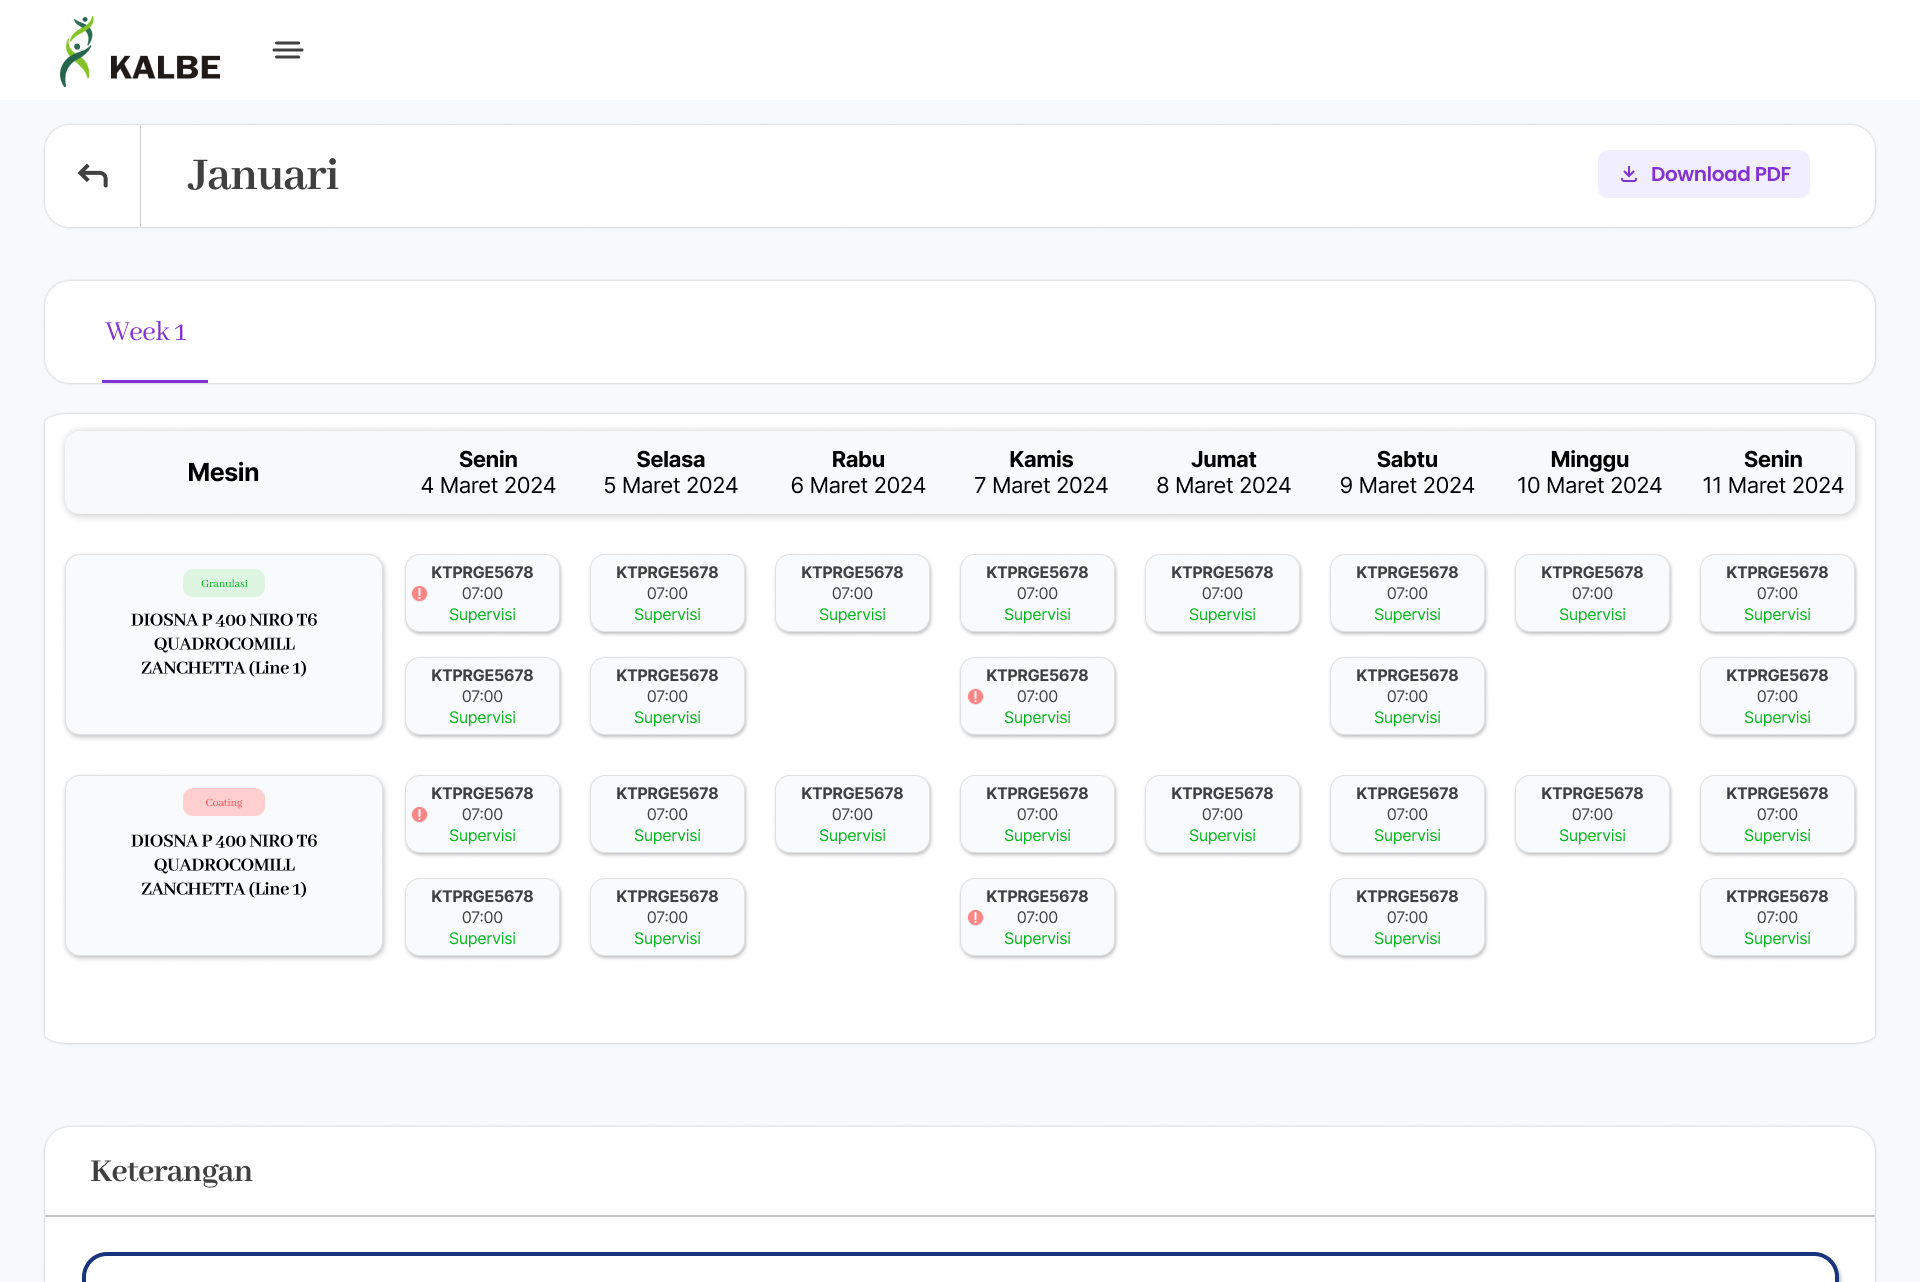 KALBE
Januari
Download PDF
Week 1
Mesin
Senin
4 Maret 2024
Selasa
5 Maret 2024
Rabu
6 Maret 2024
Kamis
7 Maret 2024
Jumat
8 Maret 2024
Sabtu
9 Maret 2024
Minggu
10 Maret 2024
Senin
11 Maret 2024
Granulasi
DIOSNA P 400 NIRO T6
QUADROCOMILL
ZANCHETTA (Line 1)
KTPRGE5678
07:00
Supervisi
KTPRGE5678
07:00
Supervisi
KTPRGE5678
07:00
Supervisi
KTPRGE5678
07:00
Supervisi
KTPRGE5678
07:00
Supervisi
KTPRGE5678
07:00
Supervisi
KTPRGE5678
07:00
Supervisi
KTPRGE5678
07:00
Supervisi
KTPRGE5678
07:00
Supervisi
KTPRGE5678
07:00
Supervisi
KTPRGE5678
07:00
Supervisi
KTPRGE5678
07:00
Supervisi
KTPRGE5678
07:00
Supervisi
Coating
DIOSNA P 400 NIRO T6
QUADROCOMILL
ZANCHETTA (Line 1)
KTPRGE5678
07:00
Supervisi
KTPRGE5678
07:00
Supervisi
KTPRGE5678
07:00
Supervisi
KTPRGE5678
07:00
Supervisi
KTPRGE5678
07:00
Supervisi
KTPRGE5678
07:00
Supervisi
KTPRGE5678
07:00
Supervisi
KTPRGE5678
07:00
Supervisi
KTPRGE5678
07:00
Supervisi
KTPRGE5678
07:00
Supervisi
KTPRGE5678
07:00
Supervisi
KTPRGE5678
07:00
Supervisi
KTPRGE5678
07:00
Supervisi
Keterangan